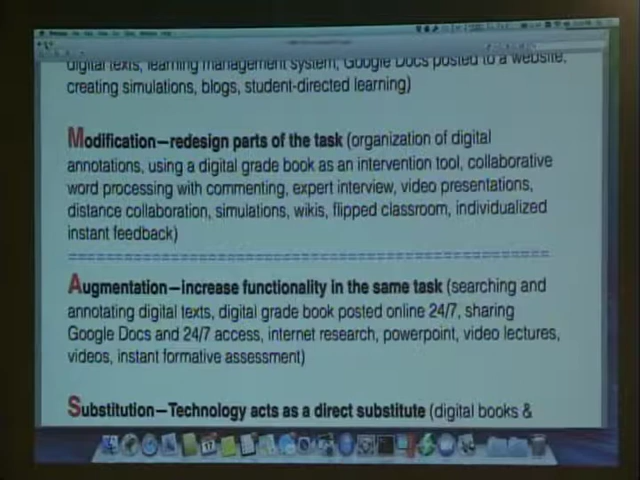 digital texts, learning management system, Google Docs posted to a website,
creating simulations, blogs, student-directed learning)
Modification—redesign parts of the task (organization of digital
annotations, using a digital grade book as an intervention tool, collaborative
word processing with commenting, expert interview, video presentations,
distance collaboration, simulations, wikis, flipped classroom, individualized
instant feedback)
Augmentation—increase functionality in the same task (searching and
annotating digital texts, digital grade book posted online 24/7, sharing
Google Docs and 24/7 access, internet research, powerpoint, video lectures,
videos, instant formative assessment)
Substitution—Technology acts as a direct substitute (digital books &
17